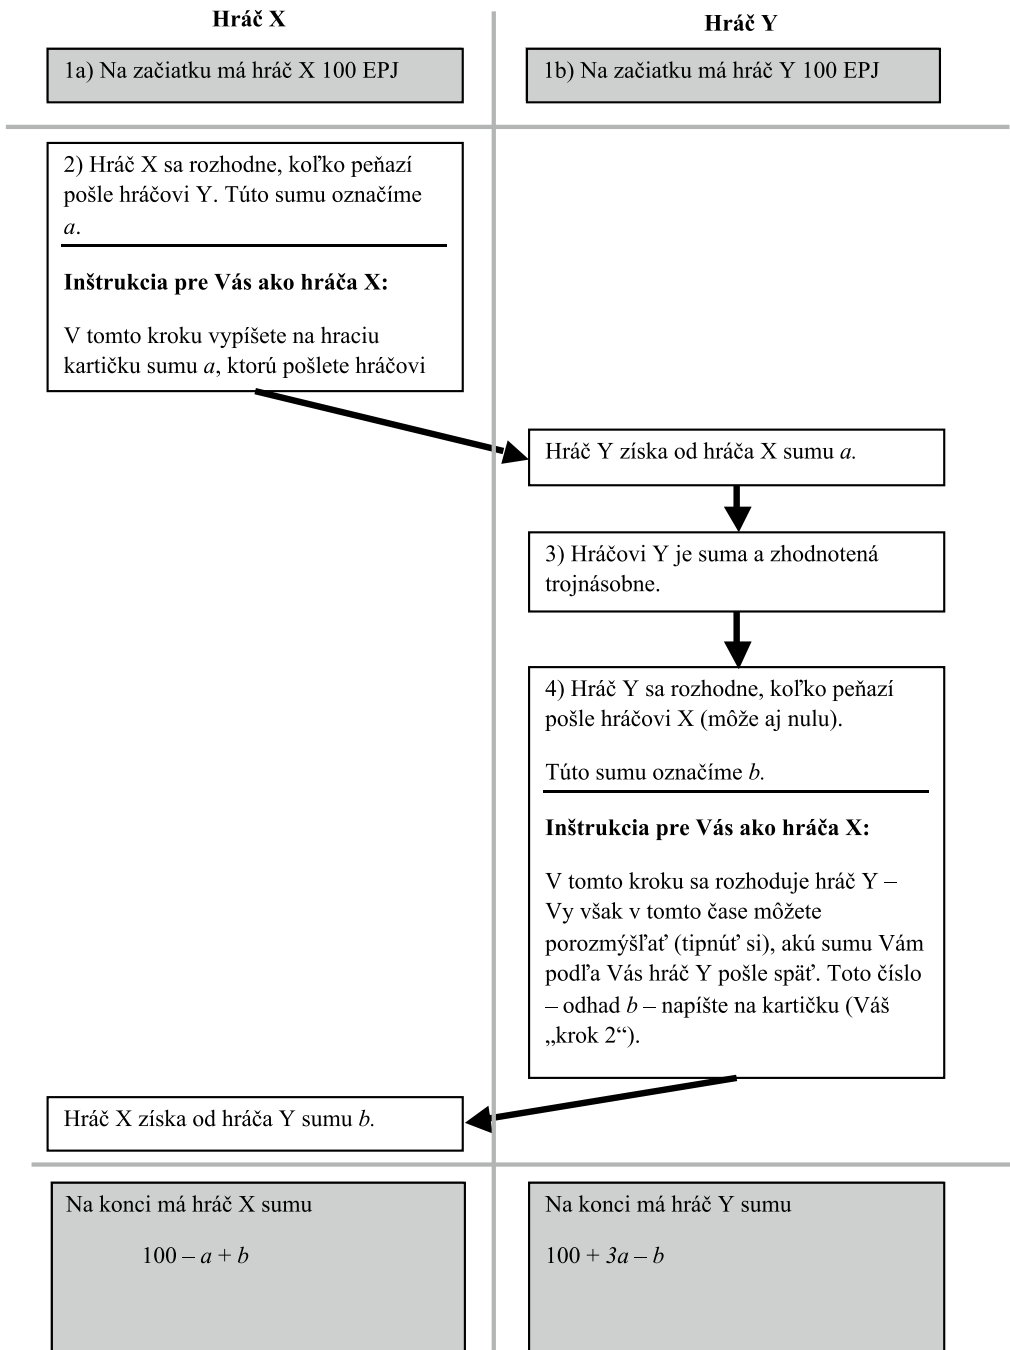 Hráč X
Hráč Y
1a) Na začiatku má hráč X 100 EPJ
1b) Na začiatku má hráč Y 100 EPJ
2) Hráč X sa rozhodne, koľko peňazí
pošle hráčovi Y. Túto sumu označíme
a.
Inštrukcia pre Vás ako hráča X:
V tomto kroku vypíšete na hraciu
kartičku sumu a, ktorú pošlete hráčovi
Hráč Y získa od hráča X sumu a.
3) Hráčovi Y je suma a zhodnotená
trojnásobne.
4) Hráč Y sa rozhodne, koľko peňazí
pošle hráčovi X (môže aj nulu).
Túto sumu označíme b.
Inštrukcia pre Vás ako hráča X:
V tomto kroku sa rozhoduje hráč Y –
Vy však v tomto čase môžete
porozmýšľať (tipnúť si), akú sumu Vám
podľa Vás hráč Y pošle späť. Toto číslo
– odhad b – napíšte na kartičku (Váš
„krok 2“).
Hráč X získa od hráča Y sumu b.
Na konci má hráč X sumu
100 – a + b
Na konci má hráč Y sumu
100 + 3a – b